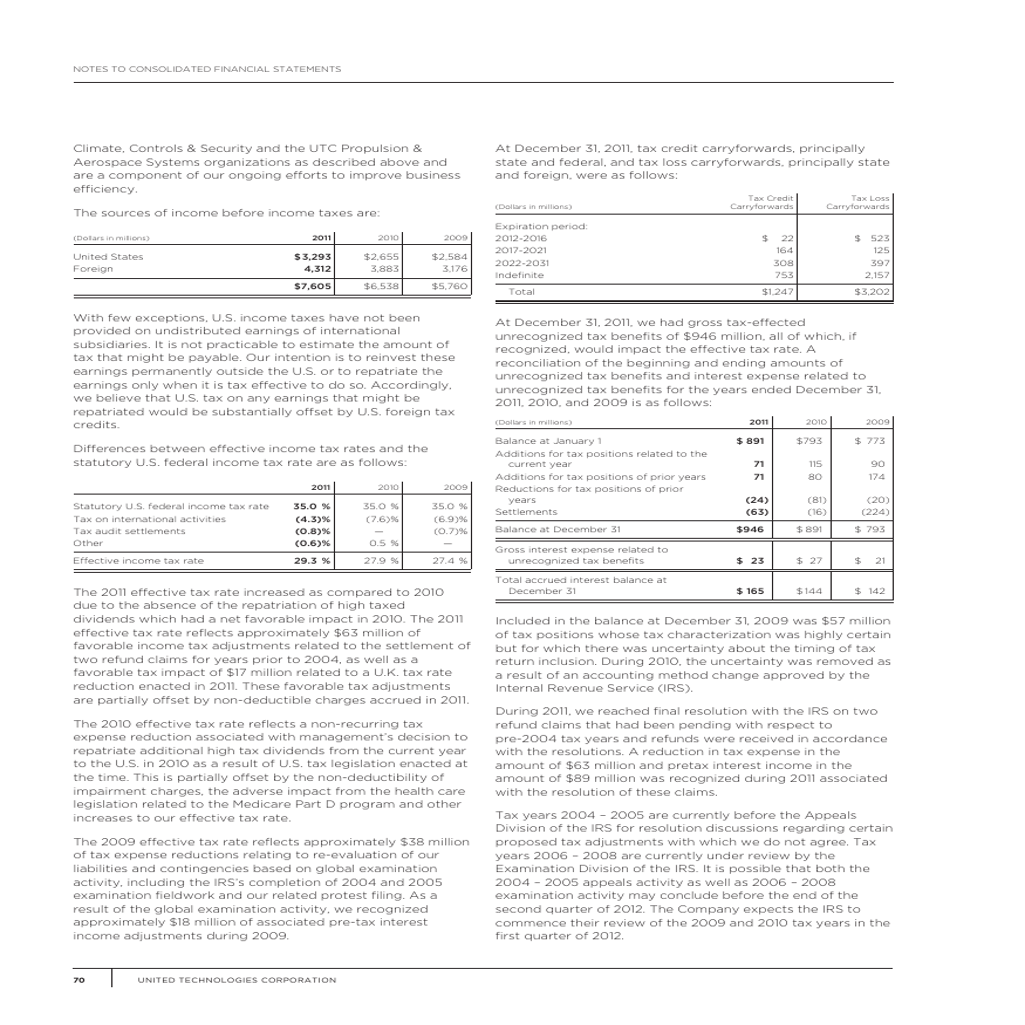 NOTES TO CONSOLIDATED FINANCIAL STATEMENTS
Climate, Controls & Security and the UTC Propulsion &
Aerospace Systems organizations as described above and
are a component of our ongoing efforts to improve business
efficiency.
The sources of income before income taxes are:
(Dollars in millions) 2011 2010 2009
United States $3,293 $2,655 $2,584
Foreign 4,312 3,883 3,176
$7,605 $6,538 $5,760
With few exceptions, U.S. income taxes have not been
provided on undistributed earnings of international
subsidiaries. It is not practicable to estimate the amount of
tax that might be payable. Our intention is to reinvest these
earnings permanently outside the U.S. or to repatriate the
earnings only when it is tax effective to do so. Accordingly,
we believe that U.S. tax on any earnings that might be
repatriated would be substantially offset by U.S. foreign tax
credits.
Differences between effective income tax rates and the
statutory U.S. federal income tax rate are as follows:
2011 2010 2009
Statutory U.S. federal income tax rate 35.0 % 35.0 % 35.0 %
Tax on international activities (4.3)% (7.6)% (6.9)%
Tax audit settlements (0.8)% — (0.7)%
Other (0.6)% 0.5 % —
Effective income tax rate 29.3 % 27.9 % 27.4 %
The 2011 effective tax rate increased as compared to 2010
due to the absence of the repatriation of high taxed
dividends which had a net favorable impact in 2010. The 2011
effective tax rate reflects approximately $63 million of
favorable income tax adjustments related to the settlement of
two refund claims for years prior to 2004, as well as a
favorable tax impact of $17 million related to a U.K. tax rate
reduction enacted in 2011. These favorable tax adjustments
are partially offset by non-deductible charges accrued in 2011.
The 2010 effective tax rate reflects a non-recurring tax
expense reduction associated with management's decision to
repatriate additional high tax dividends from the current year
to the U.S. in 2010 as a result of U.S. tax legislation enacted at
the time. This is partially offset by the non-deductibility of
impairment charges, the adverse impact from the health care
legislation related to the Medicare Part D program and other
increases to our effective tax rate.
The 2009 effective tax rate reflects approximately $38 million
of tax expense reductions relating to re-evaluation of our
liabilities and contingencies based on global examination
activity, including the IRS's completion of 2004 and 2005
examination fieldwork and our related protest filing. As a
result of the global examination activity, we recognized
approximately $18 million of associated pre-tax interest
income adjustments during 2009.
At December 31, 2011, tax credit carryforwards, principally
state and federal, and tax loss carryforwards, principally state
and foreign, were as follows:
Tax Credit Tax Loss
(Dollars in millions) Carryforwards Carryforwards
Expiration period:
2012-2016 $ 22 $ 523
2017-2021 164 125
2022-2031 308 397
Indefinite 753 2,157
Total $1,247 $3,202
At December 31, 2011, we had gross tax-effected
unrecognized tax benefits of $946 million, all of which, if
recognized, would impact the effective tax rate. A
reconciliation of the beginning and ending amounts of
unrecognized tax benefits and interest expense related to
unrecognized tax benefits for the years ended December 31,
2011, 2010, and 2009 is as follows:
(Dollars in millions) 2011 2010 2009
Balance at January 1 $ 891 $793 $ 773
Additions for tax positions related to the
current year 71 115 90
Additions for tax positions of prior years 71 80 174
Reductions for tax positions of prior
years (24) (81) (20)
Settlements (63) (16) (224)
Balance at December 31 $946 $ 891 $ 793
Gross interest expense related to
unrecognized tax benefits $ 23 $ 27 $ 21
Total accrued interest balance at
December 31 $ 165 $144 $ 142
Included in the balance at December 31, 2009 was $57 million
of tax positions whose tax characterization was highly certain
but for which there was uncertainty about the timing of tax
return inclusion. During 2010, the uncertainty was removed as
a result of an accounting method change approved by the
Internal Revenue Service (IRS).
During 2011, we reached final resolution with the IRS on two
refund claims that had been pending with respect to
pre-2004 tax years and refunds were received in accordance
with the resolutions. A reduction in tax expense in the
amount of $63 million and pretax interest income in the
amount of $89 million was recognized during 2011 associated
with the resolution of these claims.
Tax years 2004 – 2005 are currently before the Appeals
Division of the IRS for resolution discussions regarding certain
proposed tax adjustments with which we do not agree. Tax
years 2006 – 2008 are currently under review by the
Examination Division of the IRS. It is possible that both the
2004 – 2005 appeals activity as well as 2006 – 2008
examination activity may conclude before the end of the
second quarter of 2012. The Company expects the IRS to
commence their review of the 2009 and 2010 tax years in the
first quarter of 2012.
70 UNITED TECHNOLOGIES CORPORATION